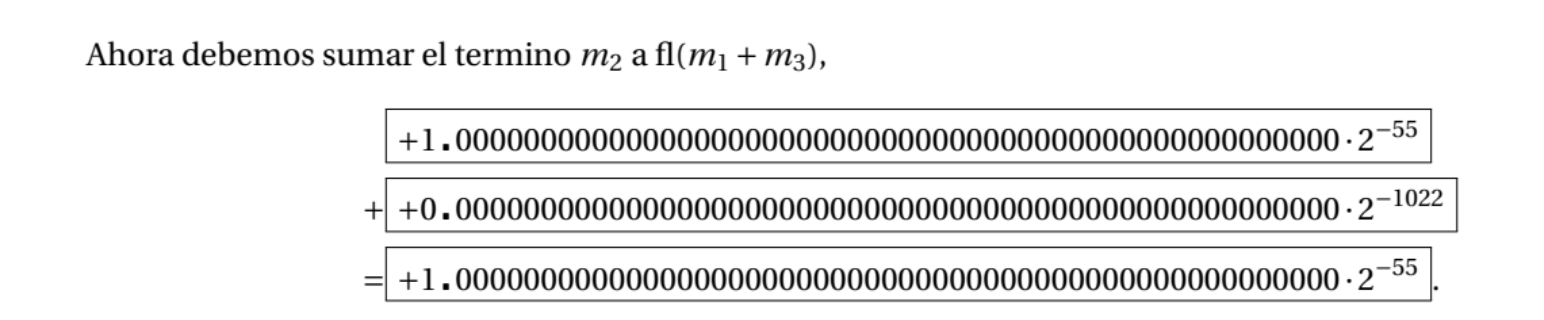 Ahora debemos sumar el termino m₂ a fl(m₁ + m₃),
+1.0000000000000000000000000000000000000000000000000000 · 2⁻⁵⁵
+ +0.0000000000000000000000000000000000000000000000000000 · 2⁻¹⁰²²
= +1.0000000000000000000000000000000000000000000000000000 · 2⁻⁵⁵.